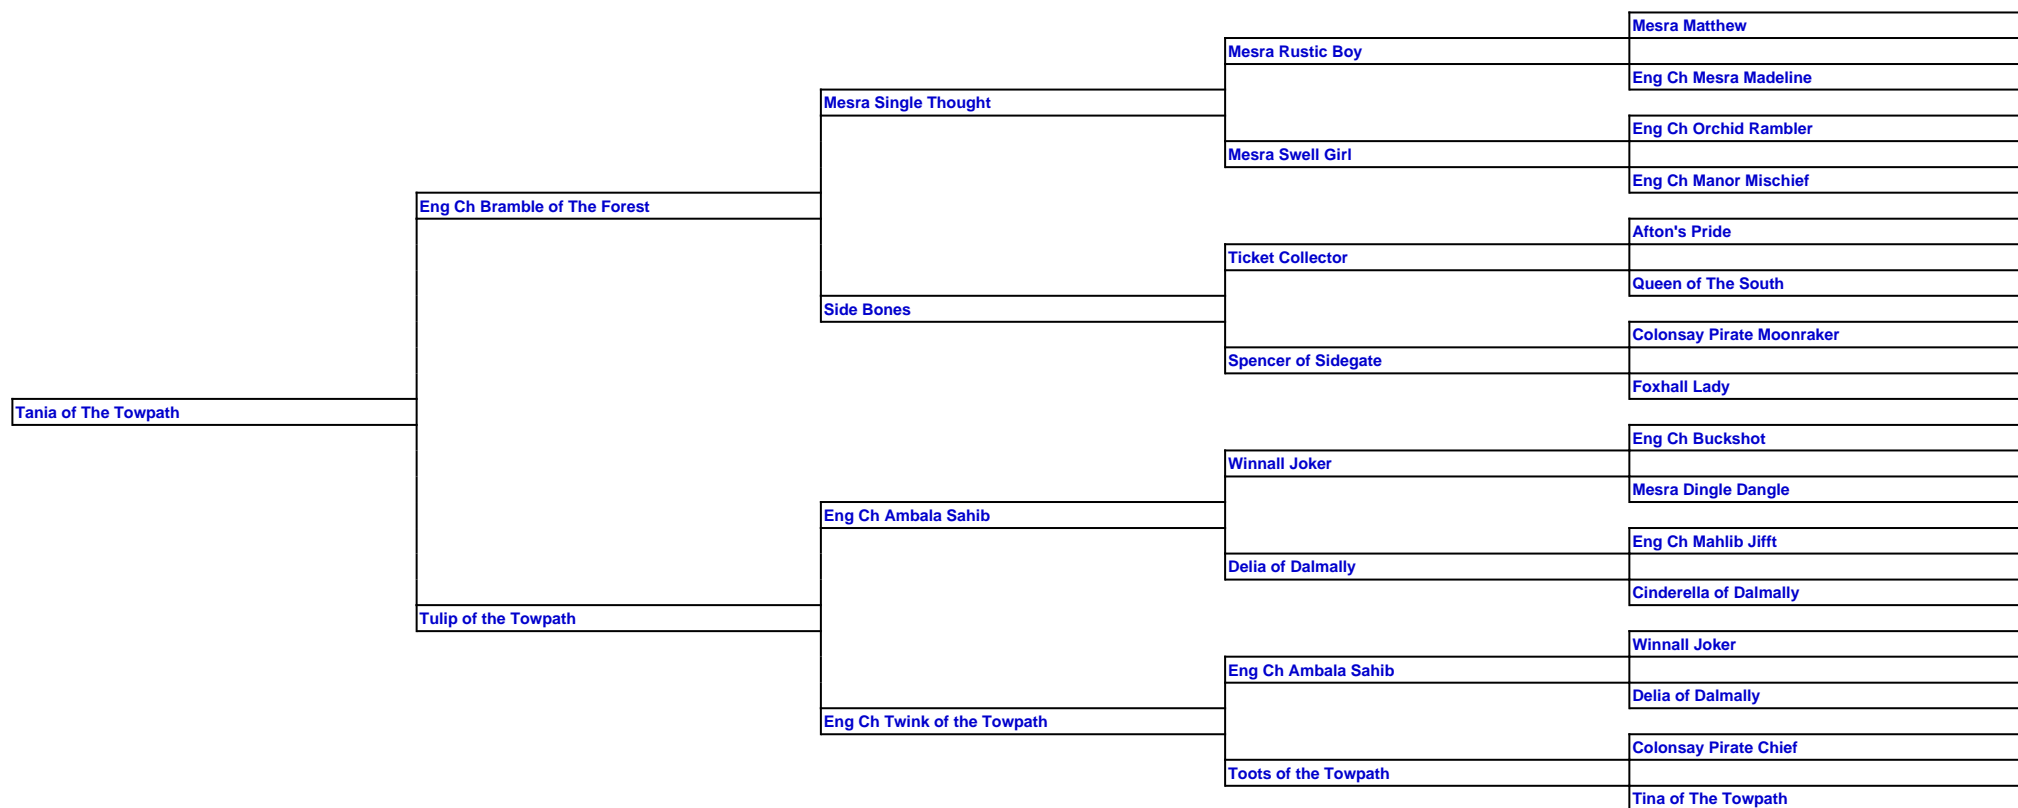 Mesra Matthew
Mesra Rustic Boy
Eng Ch Mesra Madeline
Mesra Single Thought
Eng Ch Orchid Rambler
Mesra Swell Girl
Eng Ch Manor Mischief
Eng Ch Bramble of The Forest
Afton's Pride
Ticket Collector
Queen of The South
Side Bones
Colonsay Pirate Moonraker
Spencer of Sidegate
Foxhall Lady
Tania of The Towpath
Eng Ch Buckshot
Winnall Joker
Mesra Dingle Dangle
Eng Ch Ambala Sahib
Eng Ch Mahlib Jifft
Delia of Dalmally
Cinderella of Dalmally
Tulip of the Towpath
Winnall Joker
Eng Ch Ambala Sahib
Delia of Dalmally
Eng Ch Twink of the Towpath
Colonsay Pirate Chief
Toots of the Towpath
Tina of The Towpath